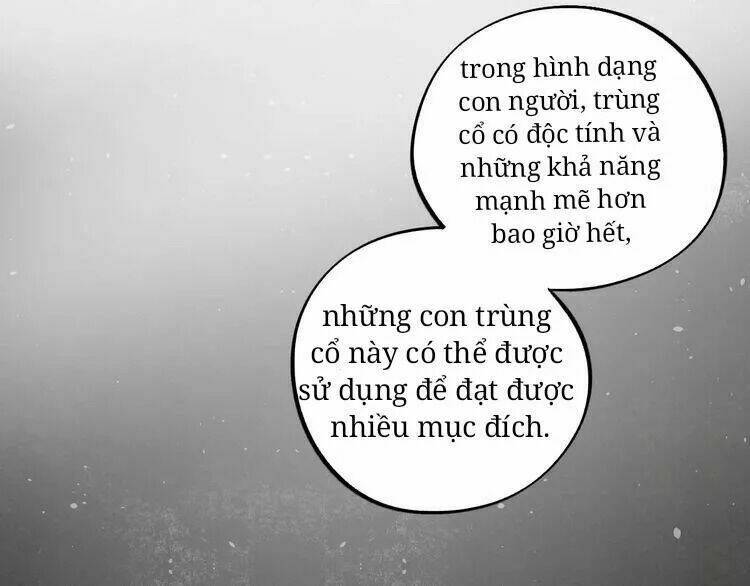 trong hình dạng
con người, trùng
cổ có độc tính và
những khả năng
mạnh mẽ hơn
bao giờ hết,
những con trùng
cổ này có thể được
sử dụng để đạt được
nhiều mục đích.